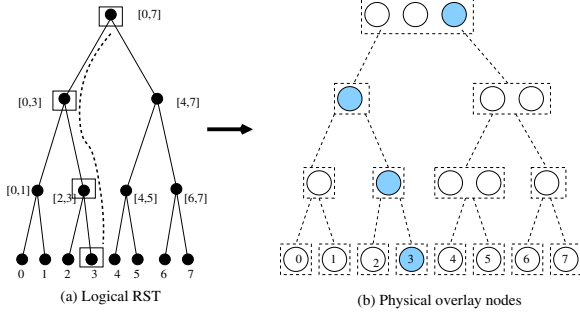 [0,7]
[0,3]
[4,7]
[0,1]
[2,3]
[4,5]
[6,7]
0 1 2 3 4 5 6 7
(a) Logical RST
0 1 2 3 4 5 6 7
(b) Physical overlay nodes